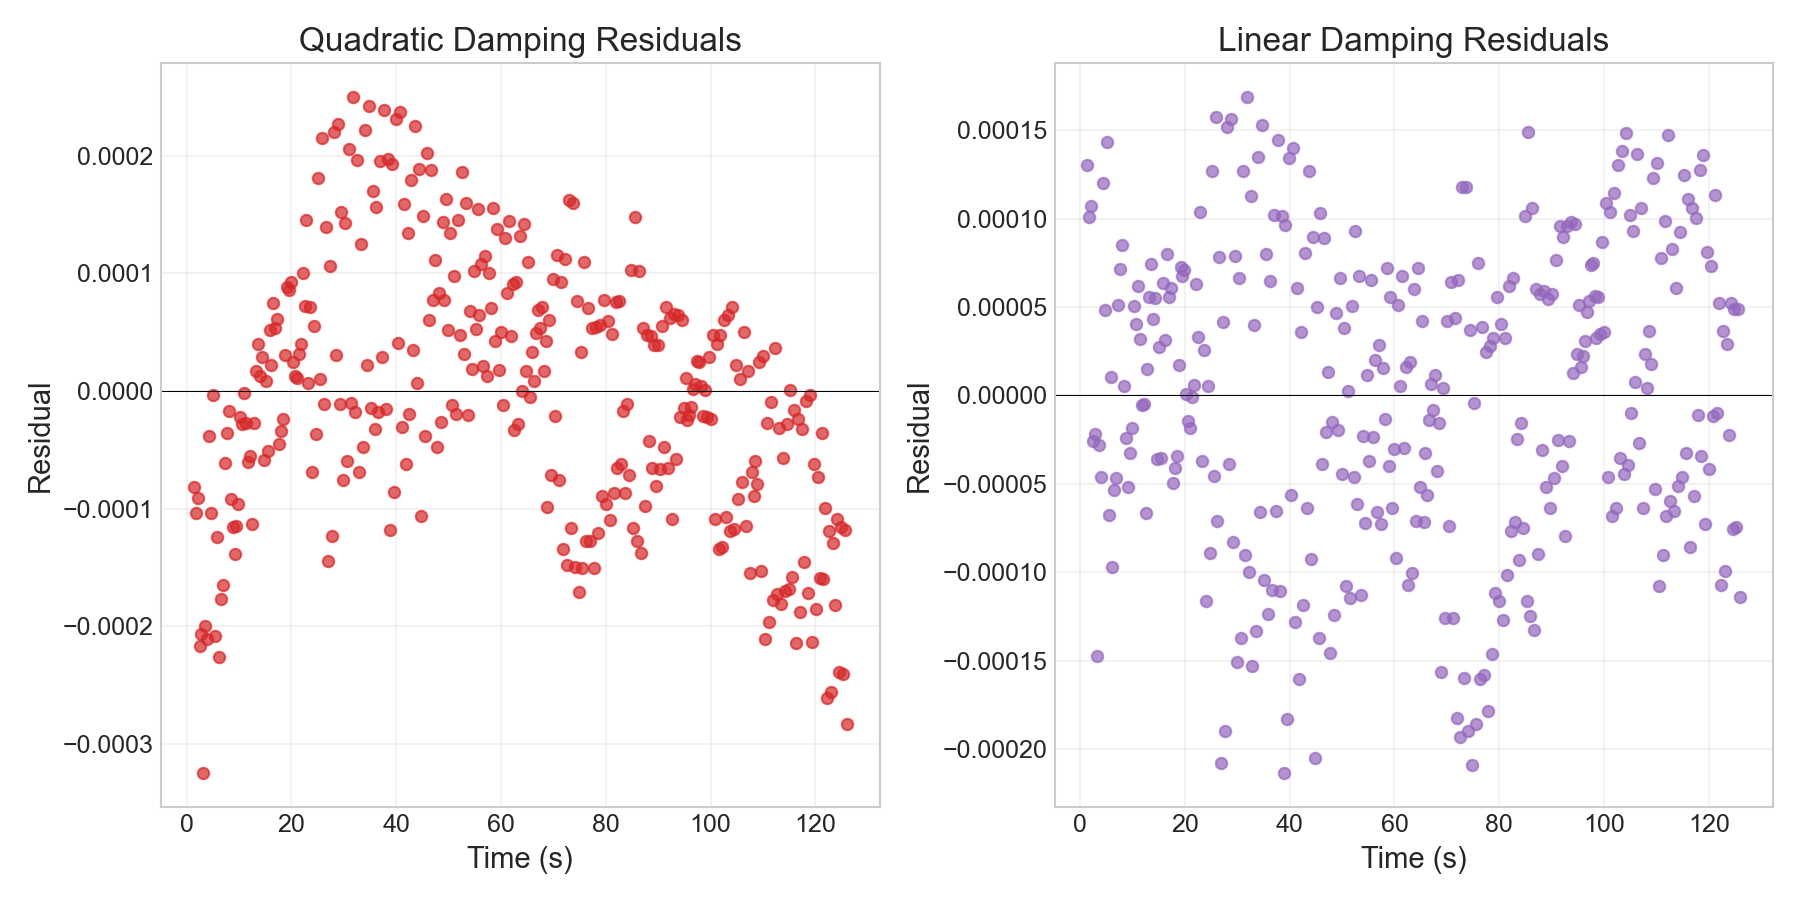 Quadratic Damping Residuals
Residual
0.0002
0.0001
0.0000
−0.0001
−0.0002
−0.0003
0 20 40 60 80 100 120
Time (s)
Linear Damping Residuals
Residual
0.00015
0.00010
0.00005
0.00000
−0.00005
−0.00010
−0.00015
−0.00020
0 20 40 60 80 100 120
Time (s)